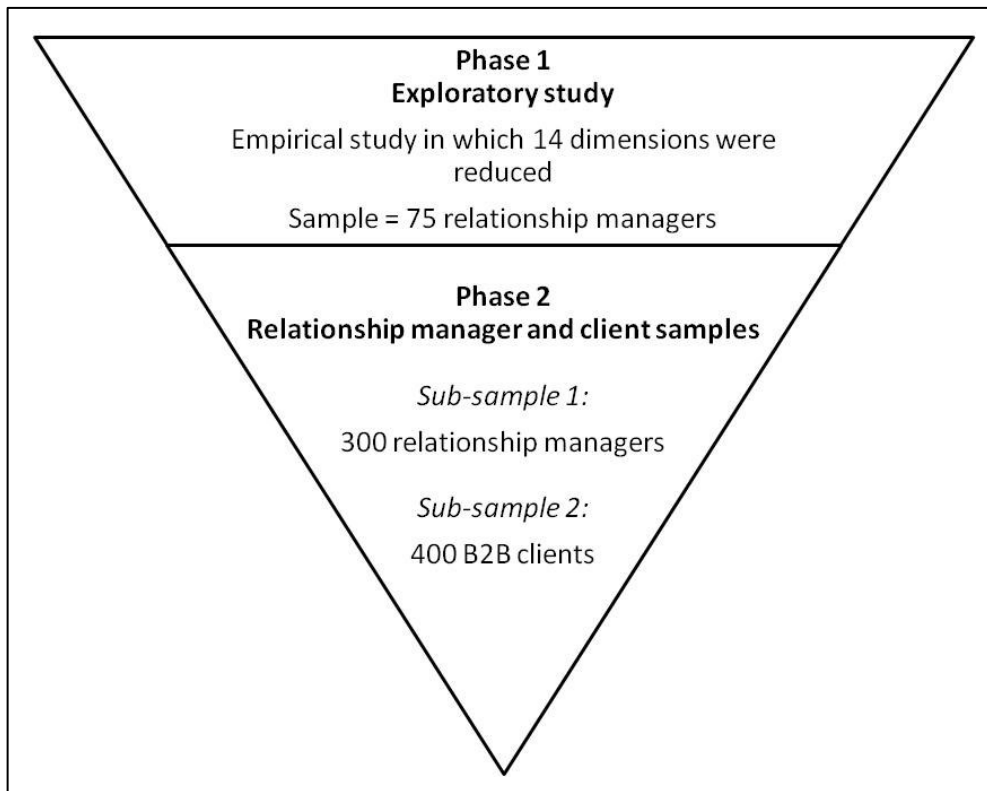 Phase 1
Exploratory study
Empirical study in which 14 dimensions were
reduced
Sample = 75 relationship managers
Phase 2
Relationship manager and client samples
Sub-sample 1:
300 relationship managers
Sub-sample 2:
400 B2B clients